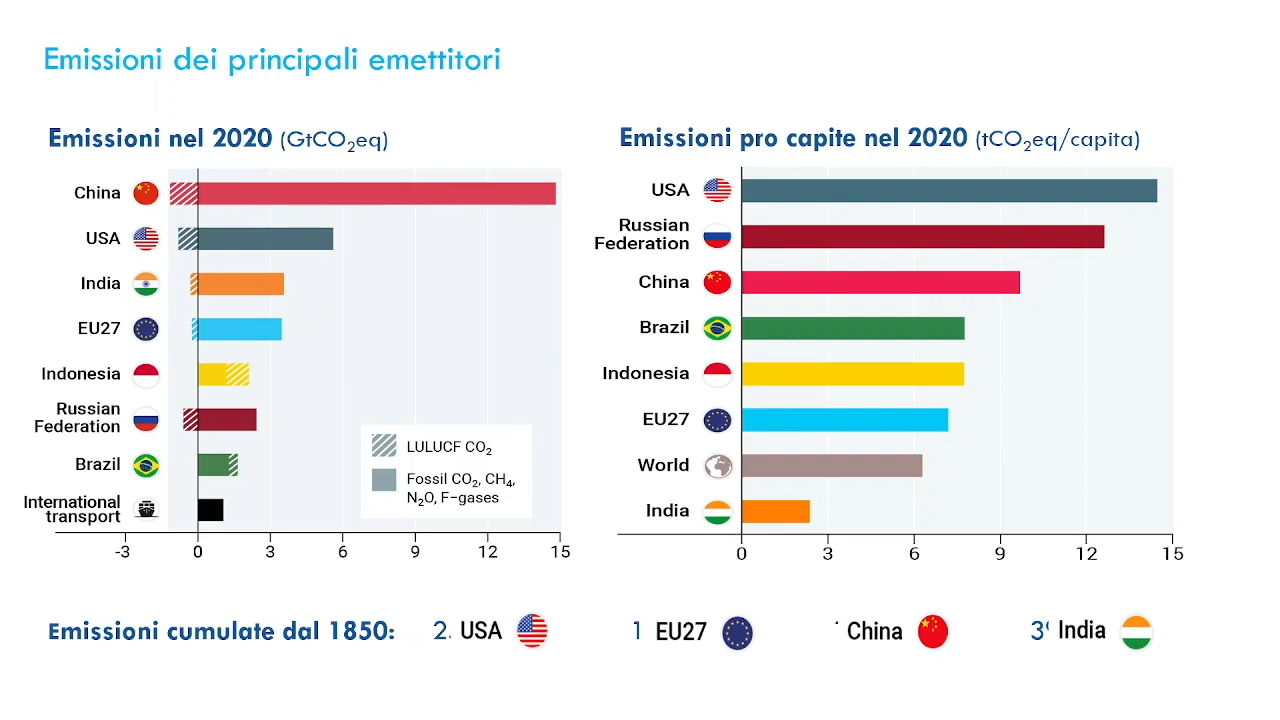 Emissioni dei principali emettitori
Emissioni nel 2020 (GtCO₂eq)
China
USA
India
EU27
Indonesia
Russian
Federation
Brazil
International
transport
LULUCF CO₂
Fossil CO₂, CH₄,
N₂O, F-gases
-3 0 3 6 9 12 15
Emissioni pro capite nel 2020 (tCO₂eq/capita)
USA
Russian
Federation
China
Brazil
Indonesia
EU27
World
India
0 3 6 9 12 15
Emissioni cumulate dal 1850: USA EU27 China India